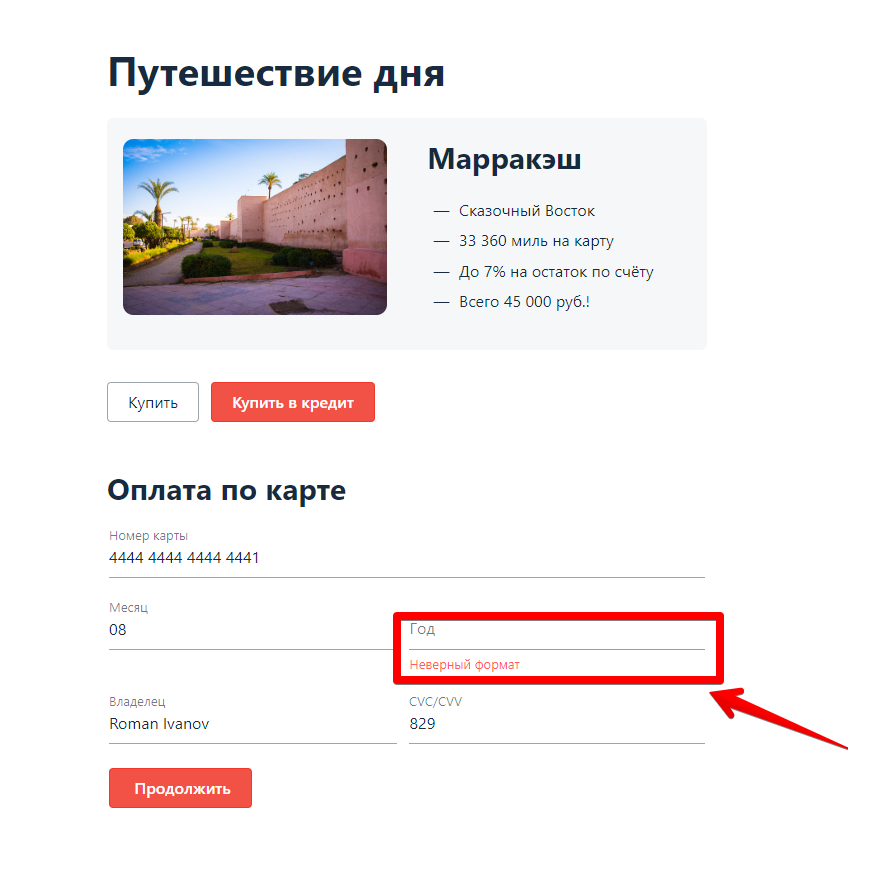 Путешествие дня
Марракэш
— Сказочный Восток
— 33 360 миль на карту
— До 7% на остаток по счёту
— Всего 45 000 руб.!
Купить Купить в кредит
Оплата по карте
Номер карты
4444 4444 4444 4441
Месяц
08
Год
Неверный формат
Владелец CVC/CVV
Roman Ivanov 829
Продолжить